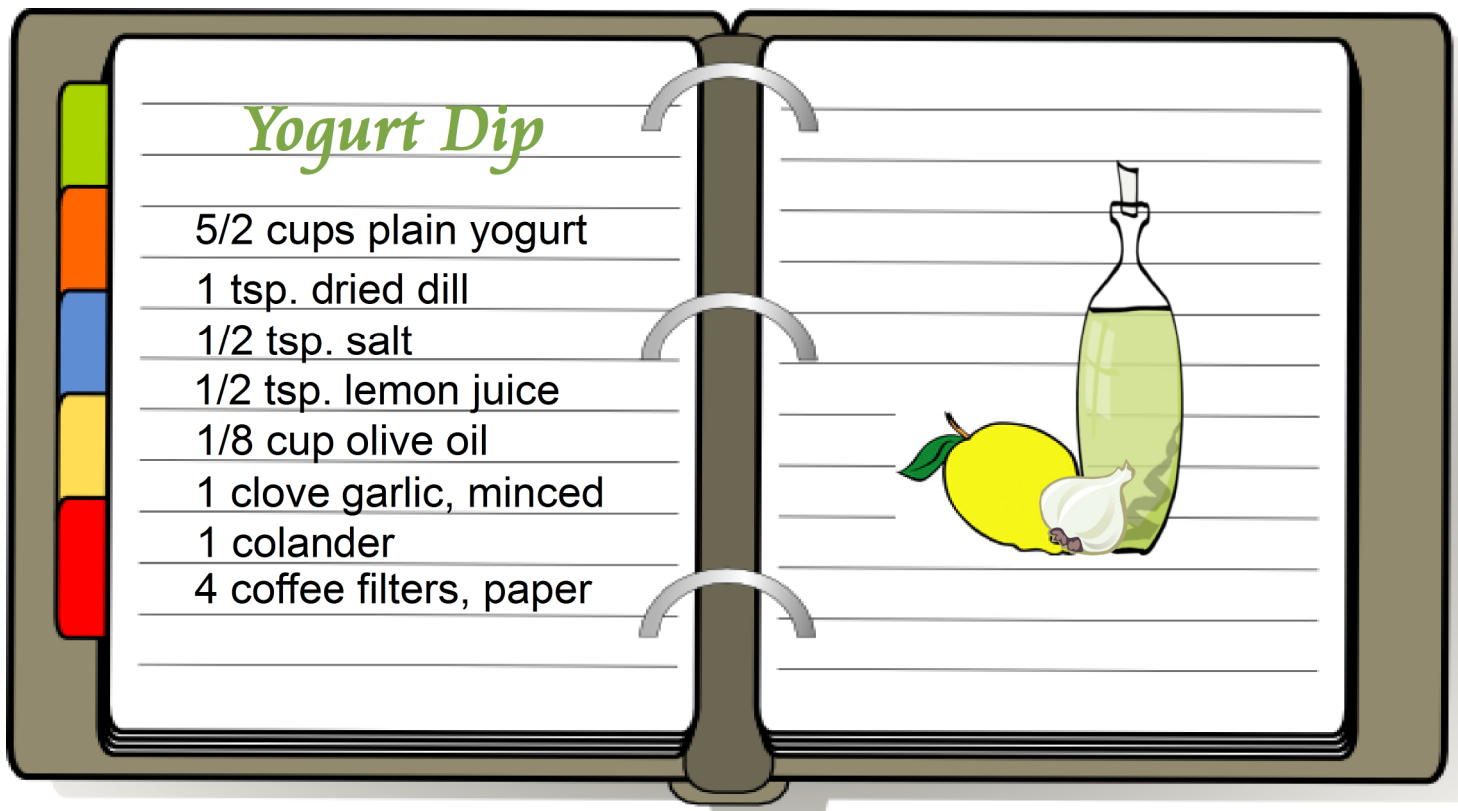 Yogurt Dip
5/2 cups plain yogurt
1 tsp. dried dill
1/2 tsp. salt
1/2 tsp. lemon juice
1/8 cup olive oil
1 clove garlic, minced
1 colander
4 coffee filters, paper